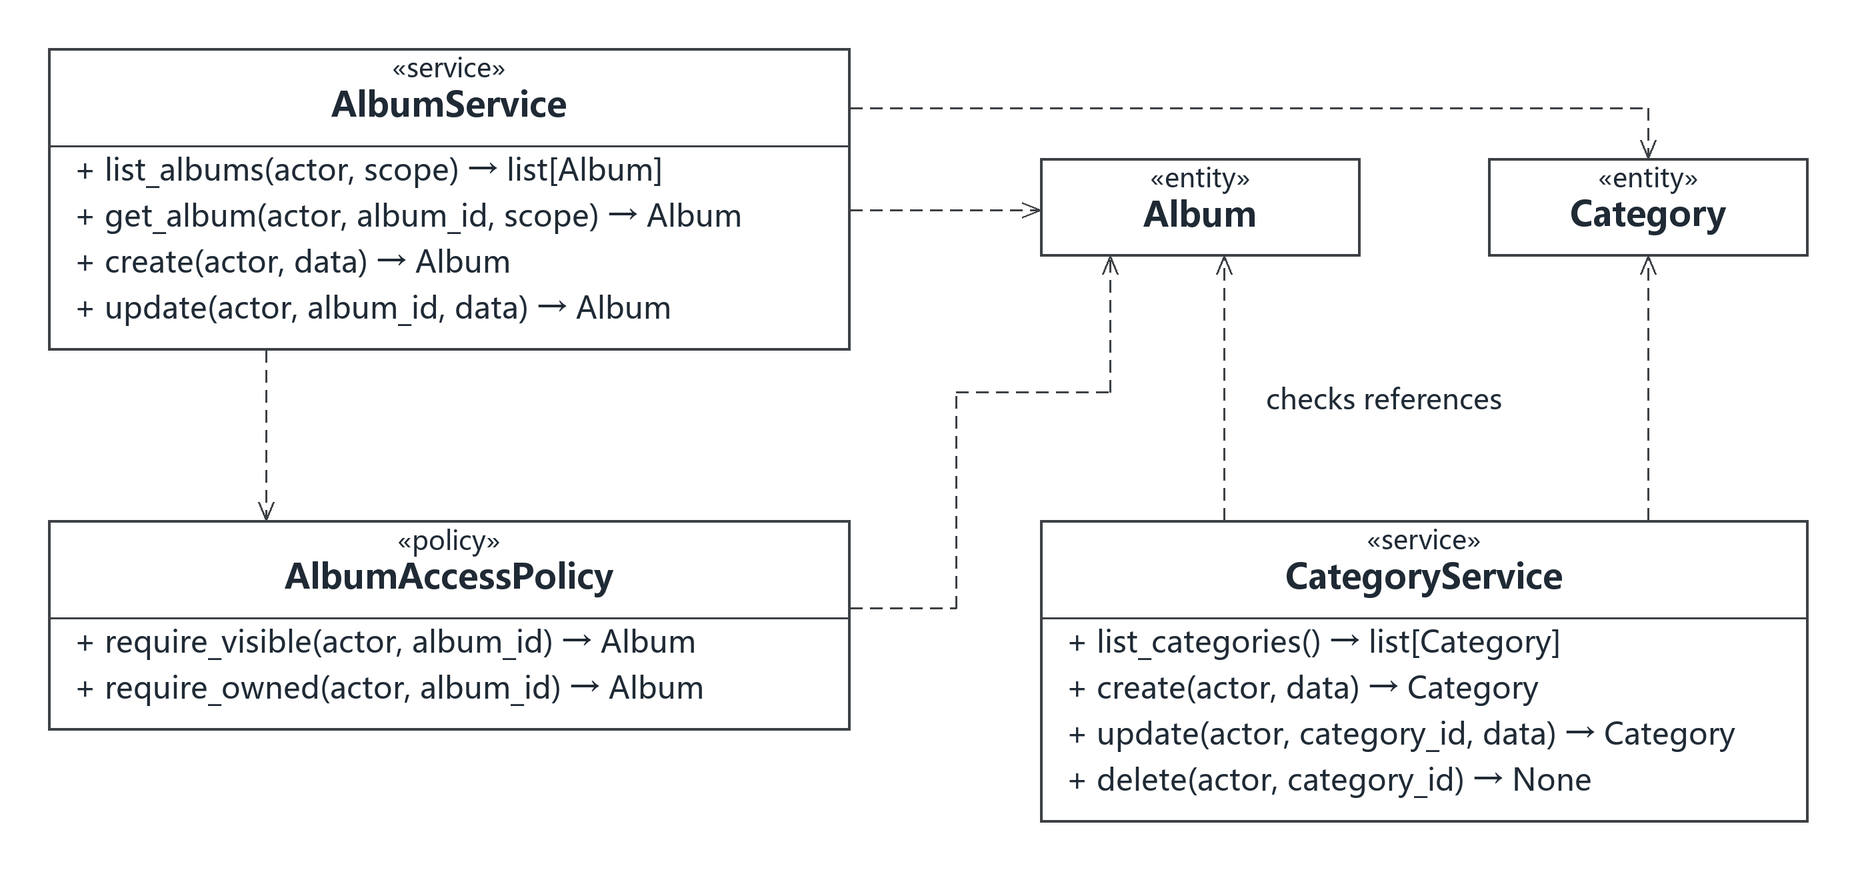 «service»
AlbumService
+ list_albums(actor, scope) → list[Album]
+ get_album(actor, album_id, scope) → Album
+ create(actor, data) → Album
+ update(actor, album_id, data) → Album
«entity»
Album
«entity»
Category
checks references
«policy»
AlbumAccessPolicy
+ require_visible(actor, album_id) → Album
+ require_owned(actor, album_id) → Album
«service»
CategoryService
+ list_categories() → list[Category]
+ create(actor, data) → Category
+ update(actor, category_id, data) → Category
+ delete(actor, category_id) → None